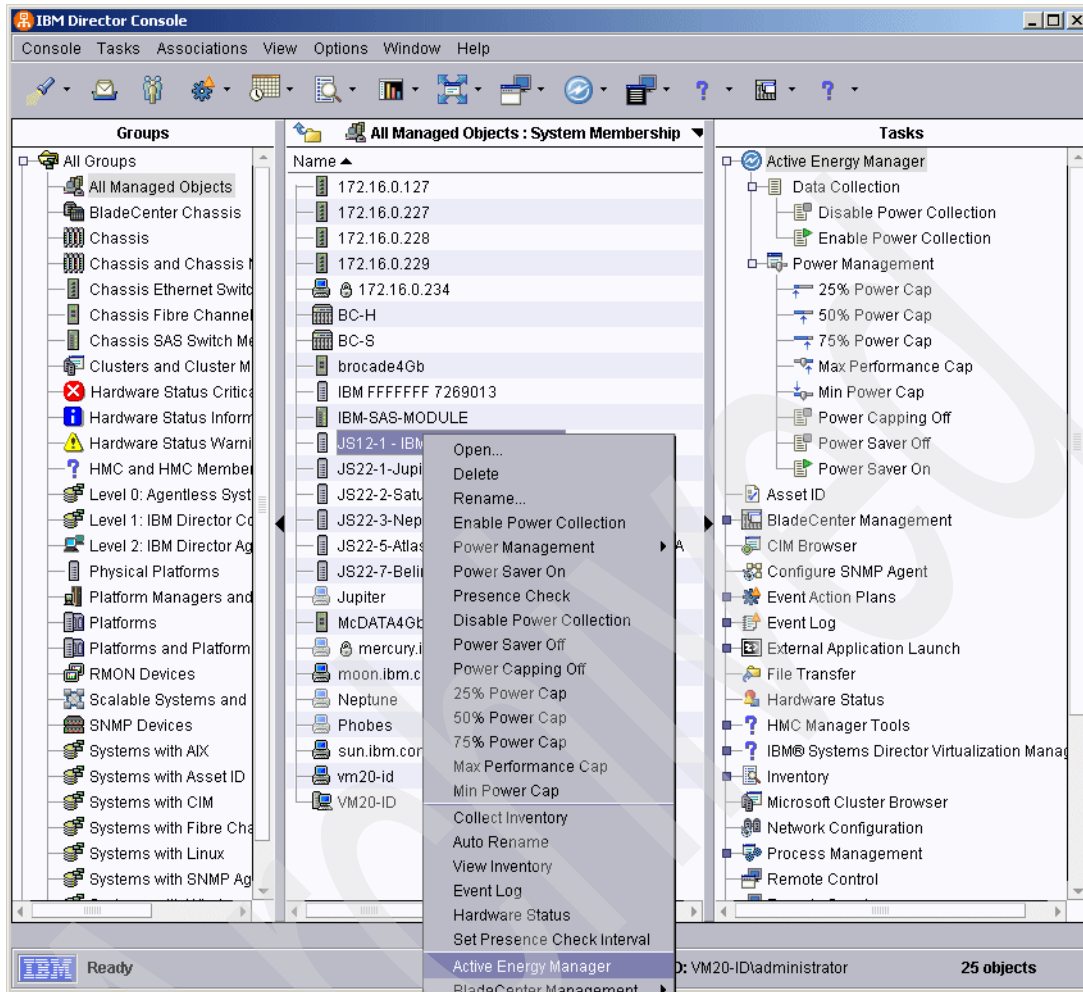 IBM Director Console
Console Tasks Associations View Options Window Help
Groups
All Groups
All Managed Objects
BladeCenter Chassis
Chassis
Chassis and Chassis
Chassis Ethernet Switc
Chassis Fibre Channel
Chassis SAS Switch Me
Clusters and Cluster M
Hardware Status Critica
Hardware Status Inform
Hardware Status Warni
HMC and HMC Member
Level 0: Agentless Syst
Level 1: IBM Director Co
Level 2: IBM Director Ag
Physical Platforms
Platform Managers and
Platforms
Platforms and Platform
RMON Devices
Scalable Systems and
SNMP Devices
Systems with AIX
Systems with Asset ID
Systems with CIM
Systems with Fibre Cha
Systems with Linux
Systems with SNMP Ag
All Managed Objects : System Membership
Name
172.16.0.127
172.16.0.227
172.16.0.228
172.16.0.229
172.16.0.234
BC-H
BC-S
brocade4Gb
IBM FFFFFFF 7269013
IBM-SAS-MODULE
JS12-1 - IBM
JS22-1-Jupi
JS22-2-Satu
JS22-3-Nep
JS22-5-Atlas
JS22-7-Beli
Jupiter
McDATA4Gb
mercury.i
moon.ibm.c
Neptune
Phobes
sun.ibm.con
vm20-id
VM20-ID
Open...
Delete
Rename...
Enable Power Collection
Power Management
Power Saver On
Presence Check
Disable Power Collection
Power Saver Off
Power Capping Off
25% Power Cap
50% Power Cap
75% Power Cap
Max Performance Cap
Min Power Cap
Collect Inventory
Auto Rename
View Inventory
Event Log
Hardware Status
Set Presence Check Interval
Active Energy Manager
BladeCenter Management
A
Tasks
Active Energy Manager
Data Collection
Disable Power Collection
Enable Power Collection
Power Management
25% Power Cap
50% Power Cap
75% Power Cap
Max Performance Cap
Min Power Cap
Power Capping Off
Power Saver Off
Power Saver On
Asset ID
BladeCenter Management
CIM Browser
Configure SNMP Agent
Event Action Plans
Event Log
External Application Launch
File Transfer
Hardware Status
HMC Manager Tools
IBM® Systems Director Virtualization Manag
Inventory
Microsoft Cluster Browser
Network Configuration
Process Management
Remote Control
IBM Ready
D: VM20-ID\administrator
25 objects